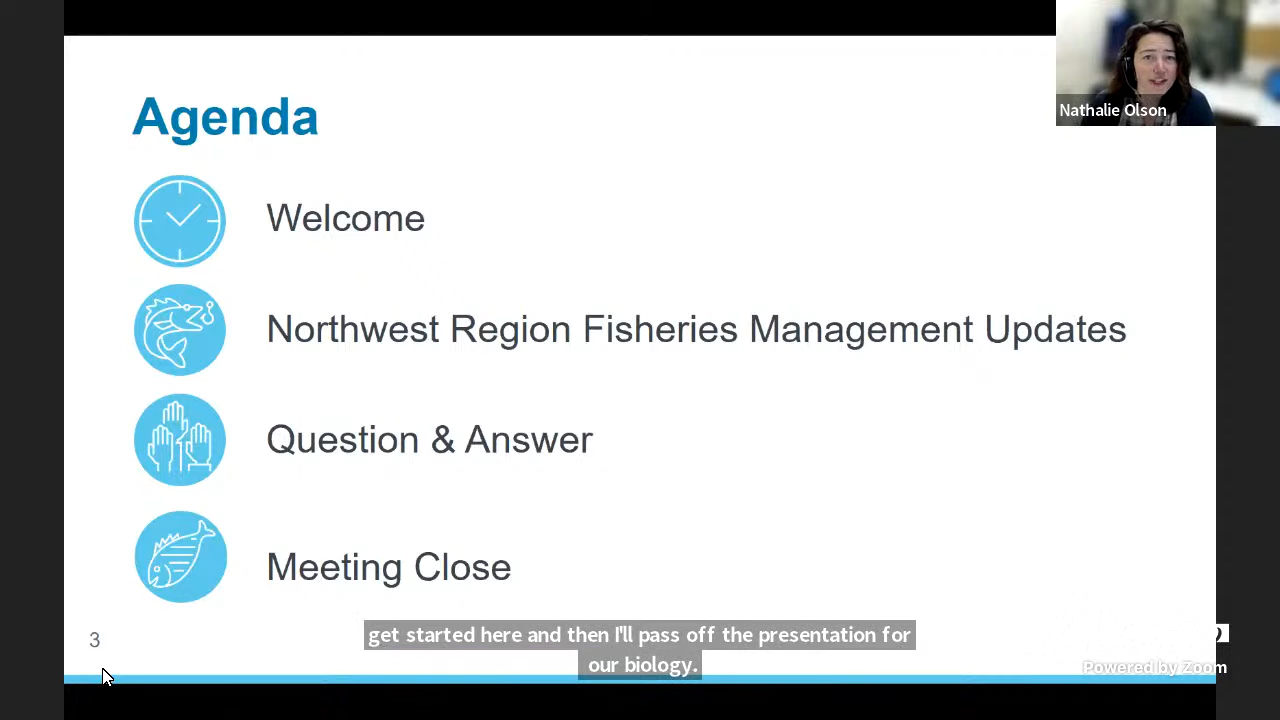 Agenda
Nathalie Olson
Welcome
Northwest Region Fisheries Management Updates
Question & Answer
Meeting Close
get started here and then I'll pass off the presentation for
our biology.
3
Powered by Zoom